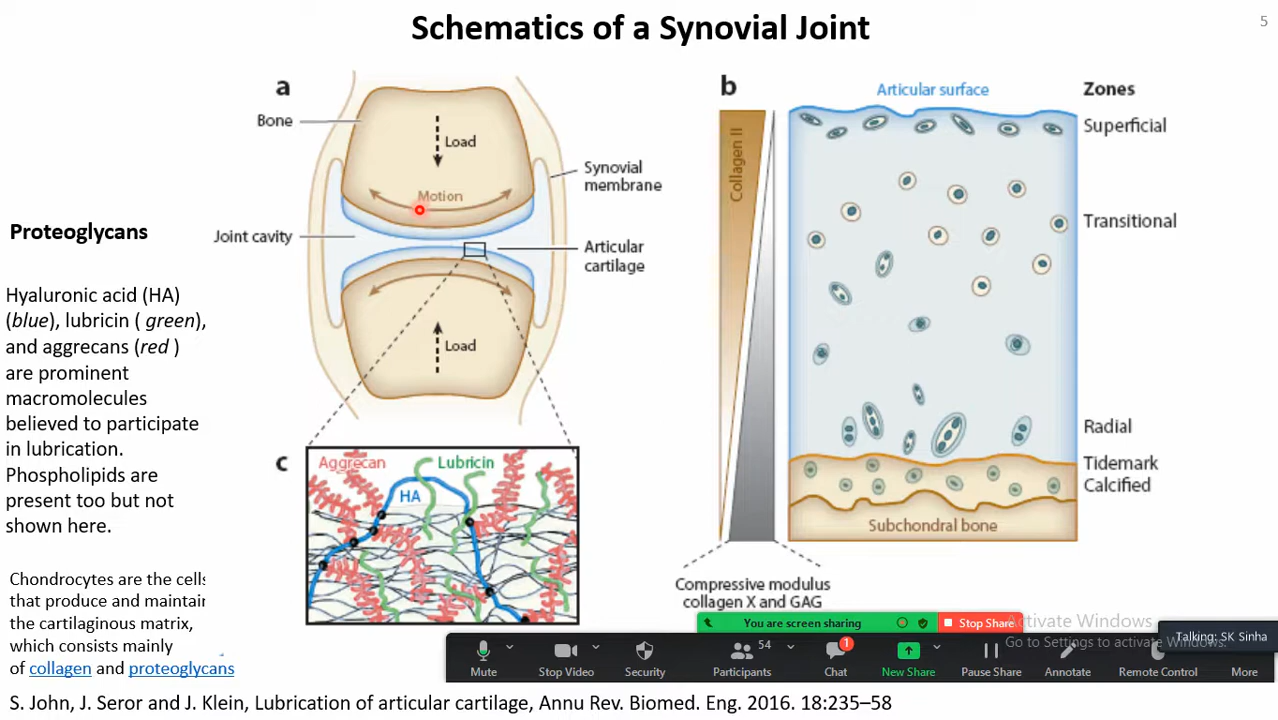 Schematics of a Synovial Joint
5
Proteoglycans
Hyaluronic acid (HA)
(blue), lubricin ( green),
and aggrecans (red )
are prominent
macromolecules
believed to participate
in lubrication.
Phospholipids are
present too but not
shown here.
Chondrocytes are the cells
that produce and maintain
the cartilaginous matrix,
which consists mainly
of collagen and proteoglycans
a
Bone
Load
Motion
Synovial
membrane
Joint cavity
Articular
cartilage
Load
c
Aggrecan
Lubricin
HA
b
Articular surface
Zones
Collagen II
Superficial
Transitional
Radial
Tidemark
Calcified
Subchondral bone
Compressive modulus
collagen X and GAG
You are screen sharing
Stop Share
Activate Windows
Go to Settings to activate Windows.
Talking: SK Sinha
54
1
Mute
Stop Video
Security
Participants
Chat
New Share
Pause Share
Annotate
Remote Control
More
S. John, J. Seror and J. Klein, Lubrication of articular cartilage, Annu Rev. Biomed. Eng. 2016. 18:235–58